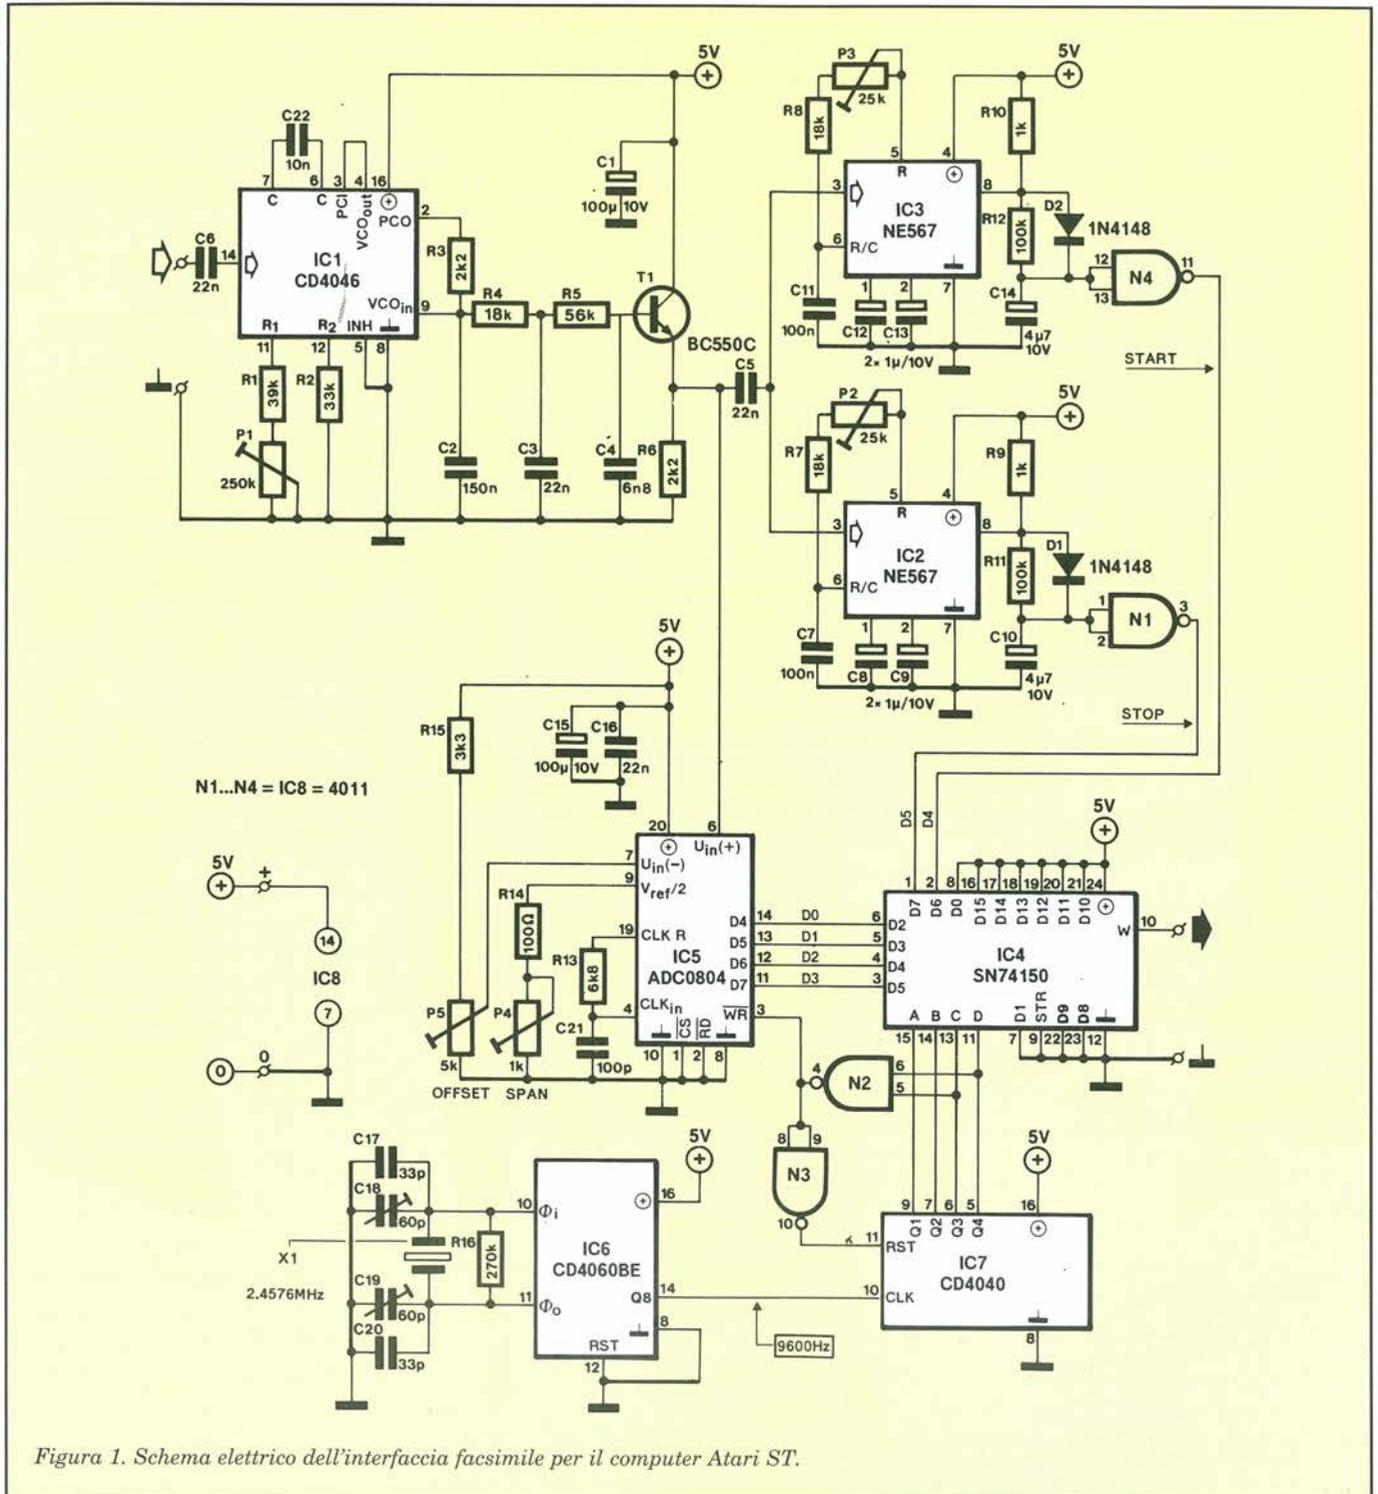 5V
C22
10n
7
6
3
4
16
C
C
PCI
VCOout
PCO
2
C6
22n
14
IC1
CD4046
VCOin
9
R1
R2
INH
11
12
5
8
R1
39k
R2
33k
P1
250k
R3
2k2
R4
18k
R5
56k
C1
100µ 10V
T1
BC550C
C2
150n
C3
22n
C4
6n8
R6
2k2
C5
22n
P3
25k
R8
18k
5
4
R
3
6
R/C
IC3
NE567
8
1
2
7
C11
100n
C12
C13
2× 1µ/10V
5V
R10
1k
R12
100k
D2
1N4148
C14
4µ7
10V
12
13
N4
11
START
P2
25k
R7
18k
5
4
R
3
6
R/C
IC2
NE567
8
1
2
7
C7
100n
C8
C9
2× 1µ/10V
5V
R9
1k
R11
100k
D1
1N4148
C10
4µ7
10V
1
2
N1
3
STOP
5V
R15
3k3
C15
100µ 10V
C16
22n
N1...N4 = IC8 = 4011
5V
+
14
IC8
7
0
0
20
6
Uin(+)
7
Uin(–)
9
Vref/2
19
CLK R
4
CLKin
IC5
ADC0804
D4
14
D0
D5
13
D1
D6
12
D2
D7
11
D3
WR
3
CS
RD
10
1
2
8
R14
100Ω
R13
6k8
C21
100p
P5
5k
OFFSET
P4
1k
SPAN
D5
D4
5V
1
2
8
16
17
18
19
20
21
24
D7
D6
D0
D15
D14
D13
D12
D11
D10
6
D2
5
D3
4
D4
3
D5
IC4
SN74150
W
10
A
B
C
D
D1
STR
D9
D8
15
14
13
11
7
9
22
23
12
N2
4
6
5
8
9
N3
10
C17
33p
C18
60p
X1
2.4576MHz
C19
60p
C20
33p
R16
270k
10
Φi
11
Φo
IC6
CD4060BE
16
5V
Q8
14
8
RST
12
9600Hz
9
7
6
5
16
5V
Q1
Q2
Q3
Q4
11
RST
10
CLK
IC7
CD4040
8
Figura 1. Schema elettrico dell'interfaccia facsimile per il computer Atari ST.